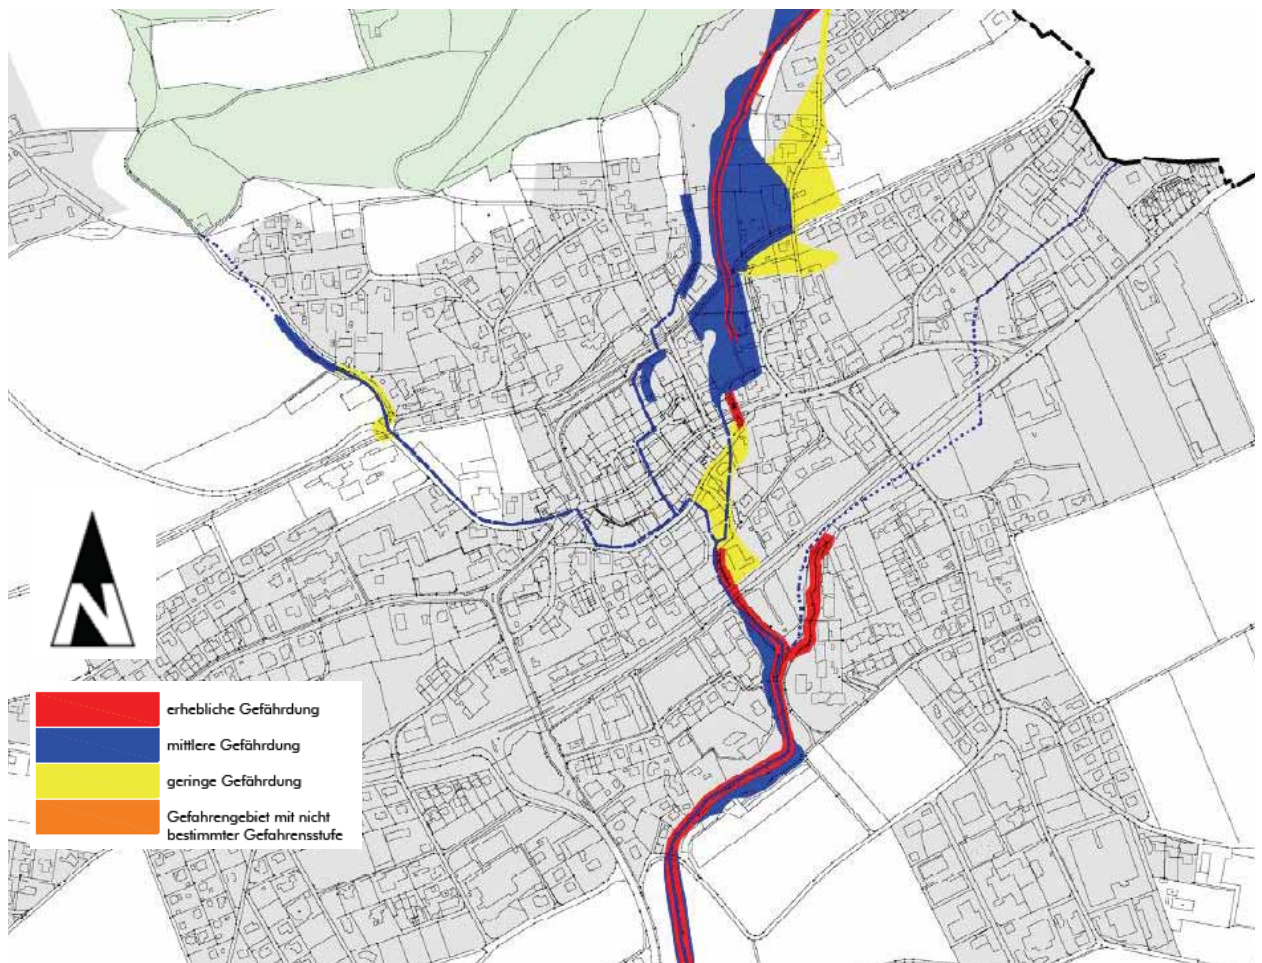 N
erhebliche Gefährdung
mittlere Gefährdung
geringe Gefährdung
Gefahrengebiet mit nicht
bestimmter Gefahrensstufe